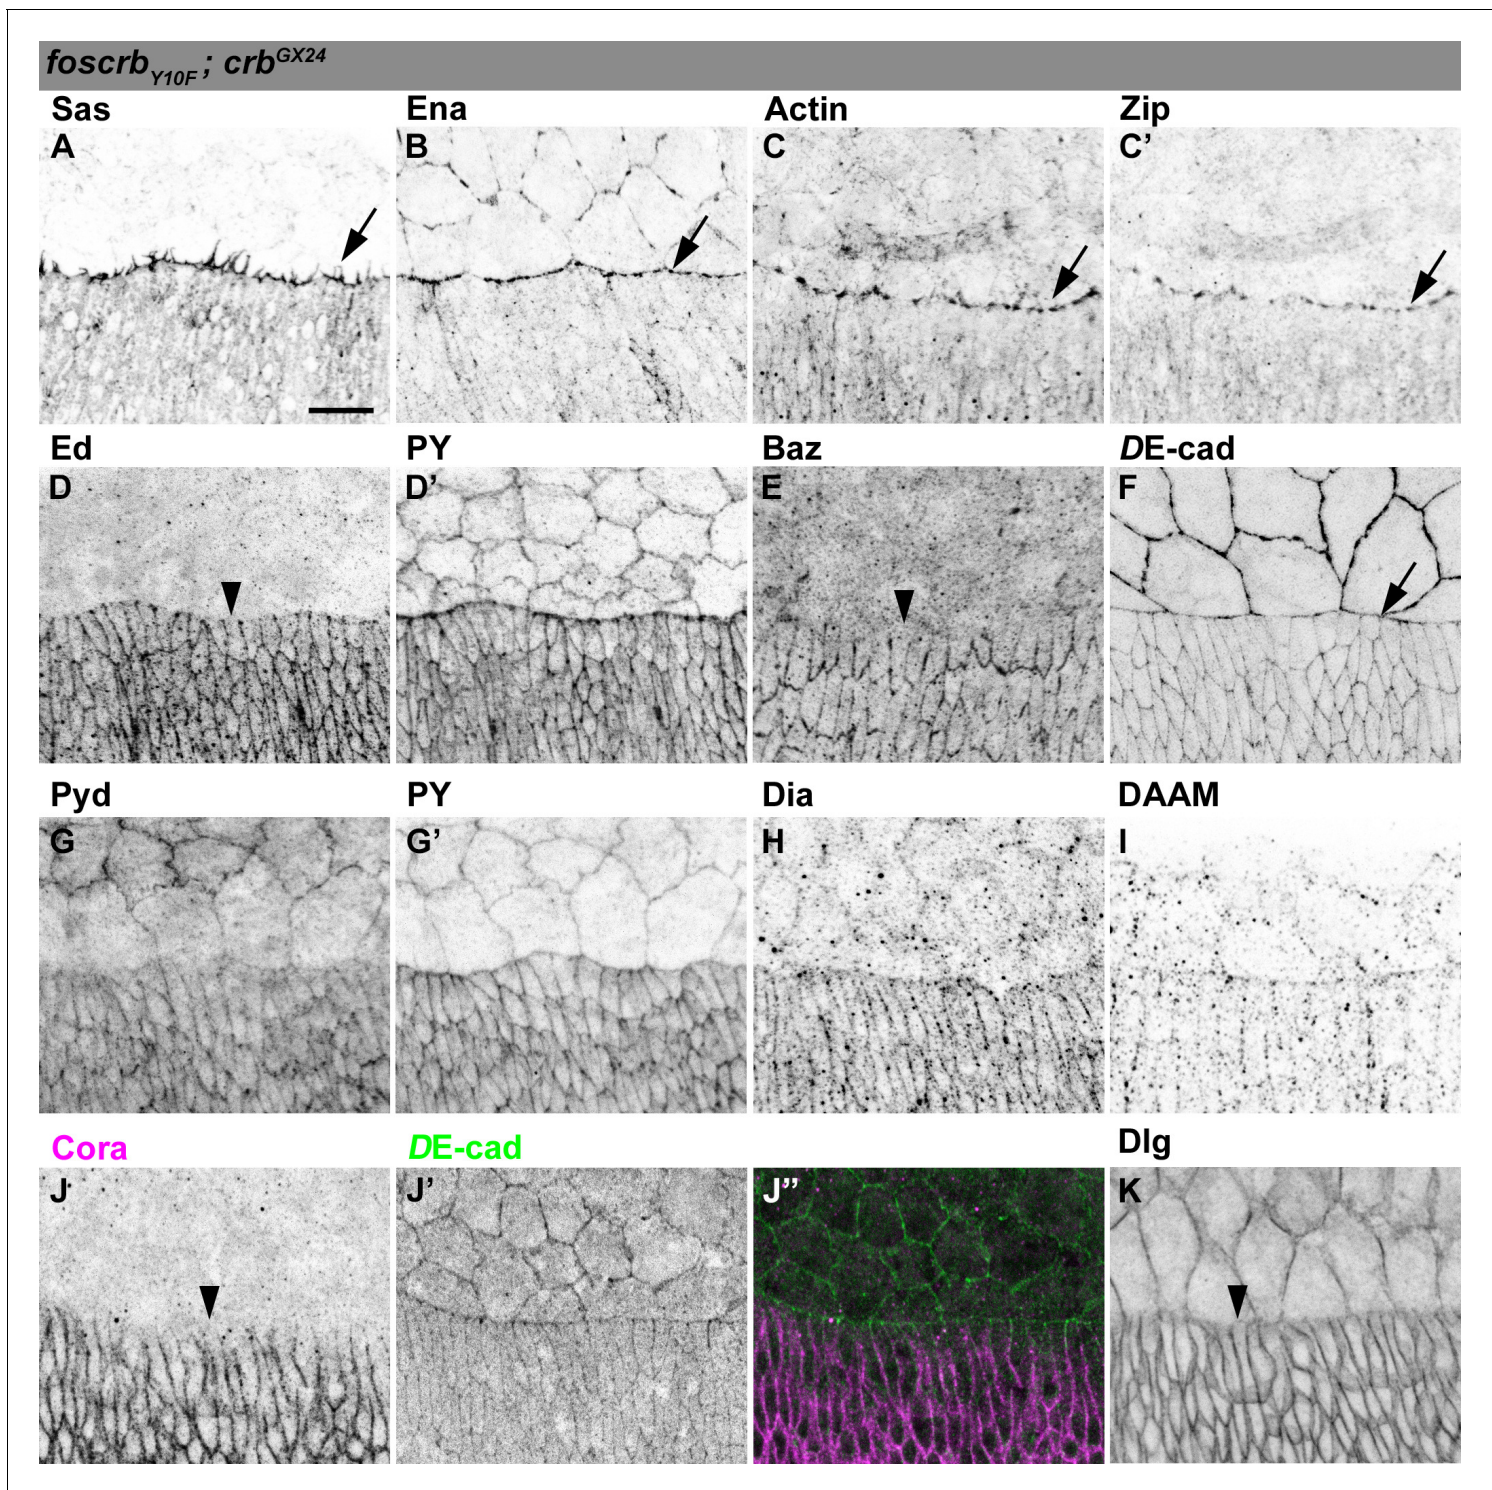 foscrbY10F ; crbGX24
Sas Ena Actin Zip
A B C C’
Ed PY Baz DE-cad
D D’ E F
Pyd PY Dia DAAM
G G’ H I
Cora DE-cad Dlg
J J’ J’’ K